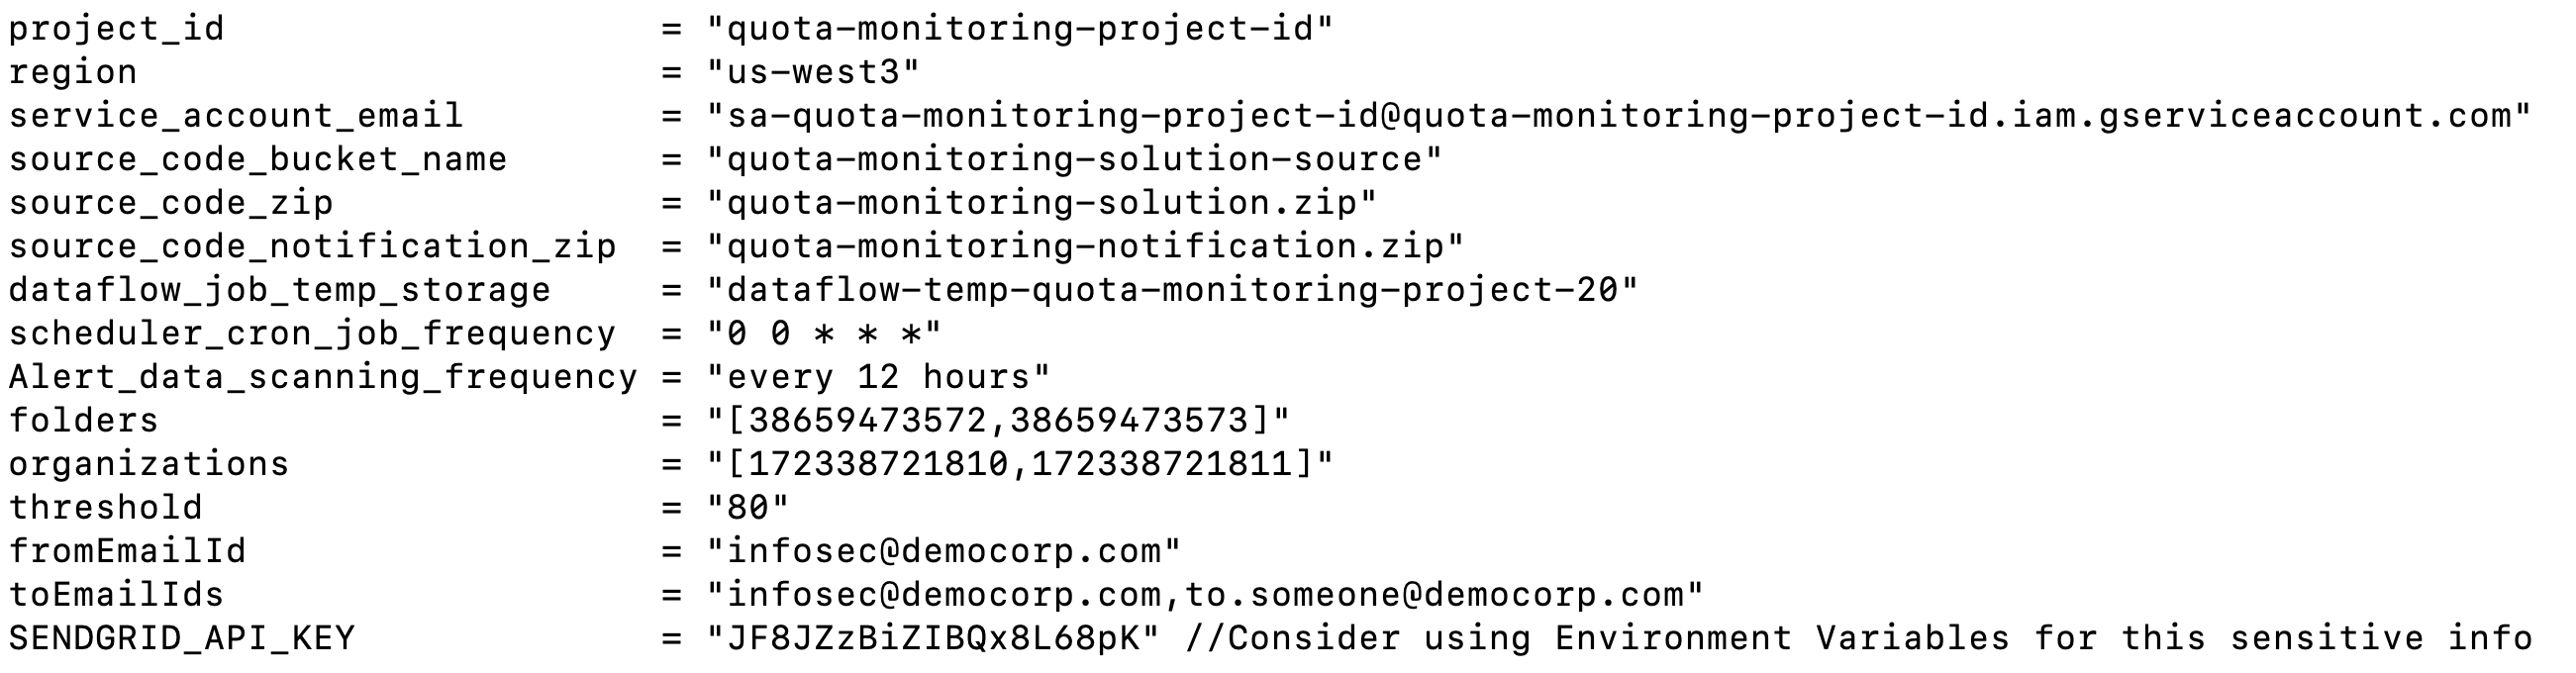 project_id                    = "quota-monitoring-project-id"
region                        = "us-west3"
service_account_email         = "sa-quota-monitoring-project-id@quota-monitoring-project-id.iam.gserviceaccount.com"
source_code_bucket_name       = "quota-monitoring-solution-source"
source_code_zip               = "quota-monitoring-solution.zip"
source_code_notification_zip  = "quota-monitoring-notification.zip"
dataflow_job_temp_storage     = "dataflow-temp-quota-monitoring-project-20"
scheduler_cron_job_frequency  = "0 0 * * *"
Alert_data_scanning_frequency = "every 12 hours"
folders                       = "[38659473572,38659473573]"
organizations                 = "[172338721810,172338721811]"
threshold                     = "80"
fromEmailId                   = "infosec@democorp.com"
toEmailIds                    = "infosec@democorp.com,to.someone@democorp.com"
SENDGRID_API_KEY              = "JF8JZzBiZIBQx8L68pK" //Consider using Environment Variables for this sensitive info